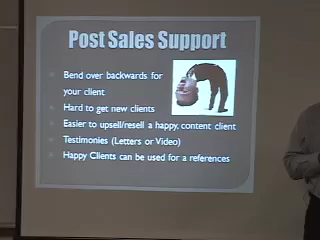 Post Sales Support
Bend over backwards for
your client
Hard to get new clients
Easier to upsell/resell a happy, content client
Testimonies (Letters or Video)
Happy Clients can be used for a references